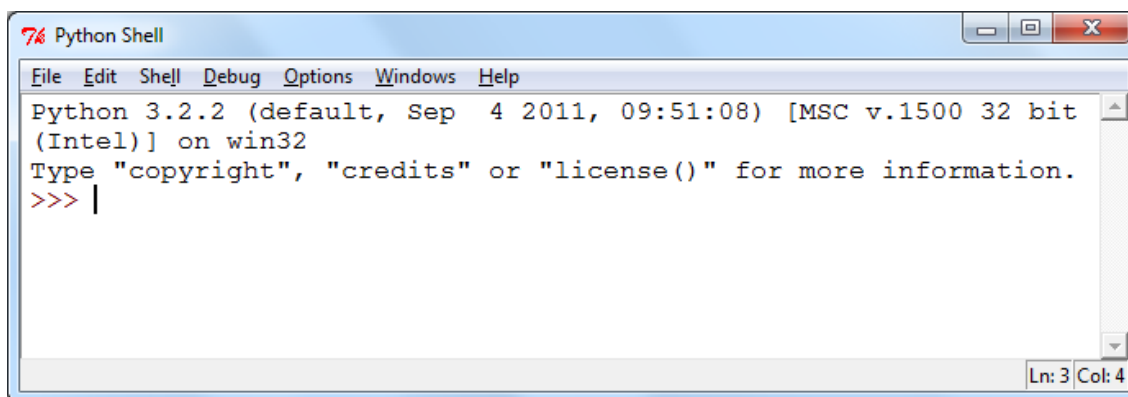 Python Shell
File Edit Shell Debug Options Windows Help
Python 3.2.2 (default, Sep  4 2011, 09:51:08) [MSC v.1500 32 bit
(Intel)] on win32
Type "copyright", "credits" or "license()" for more information.
>>>
Ln: 3 Col: 4